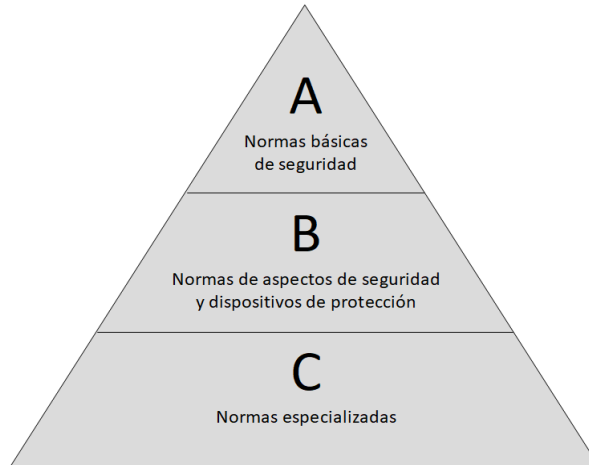 A
Normas básicas
de seguridad
B
Normas de aspectos de seguridad
y dispositivos de protección
C
Normas especializadas